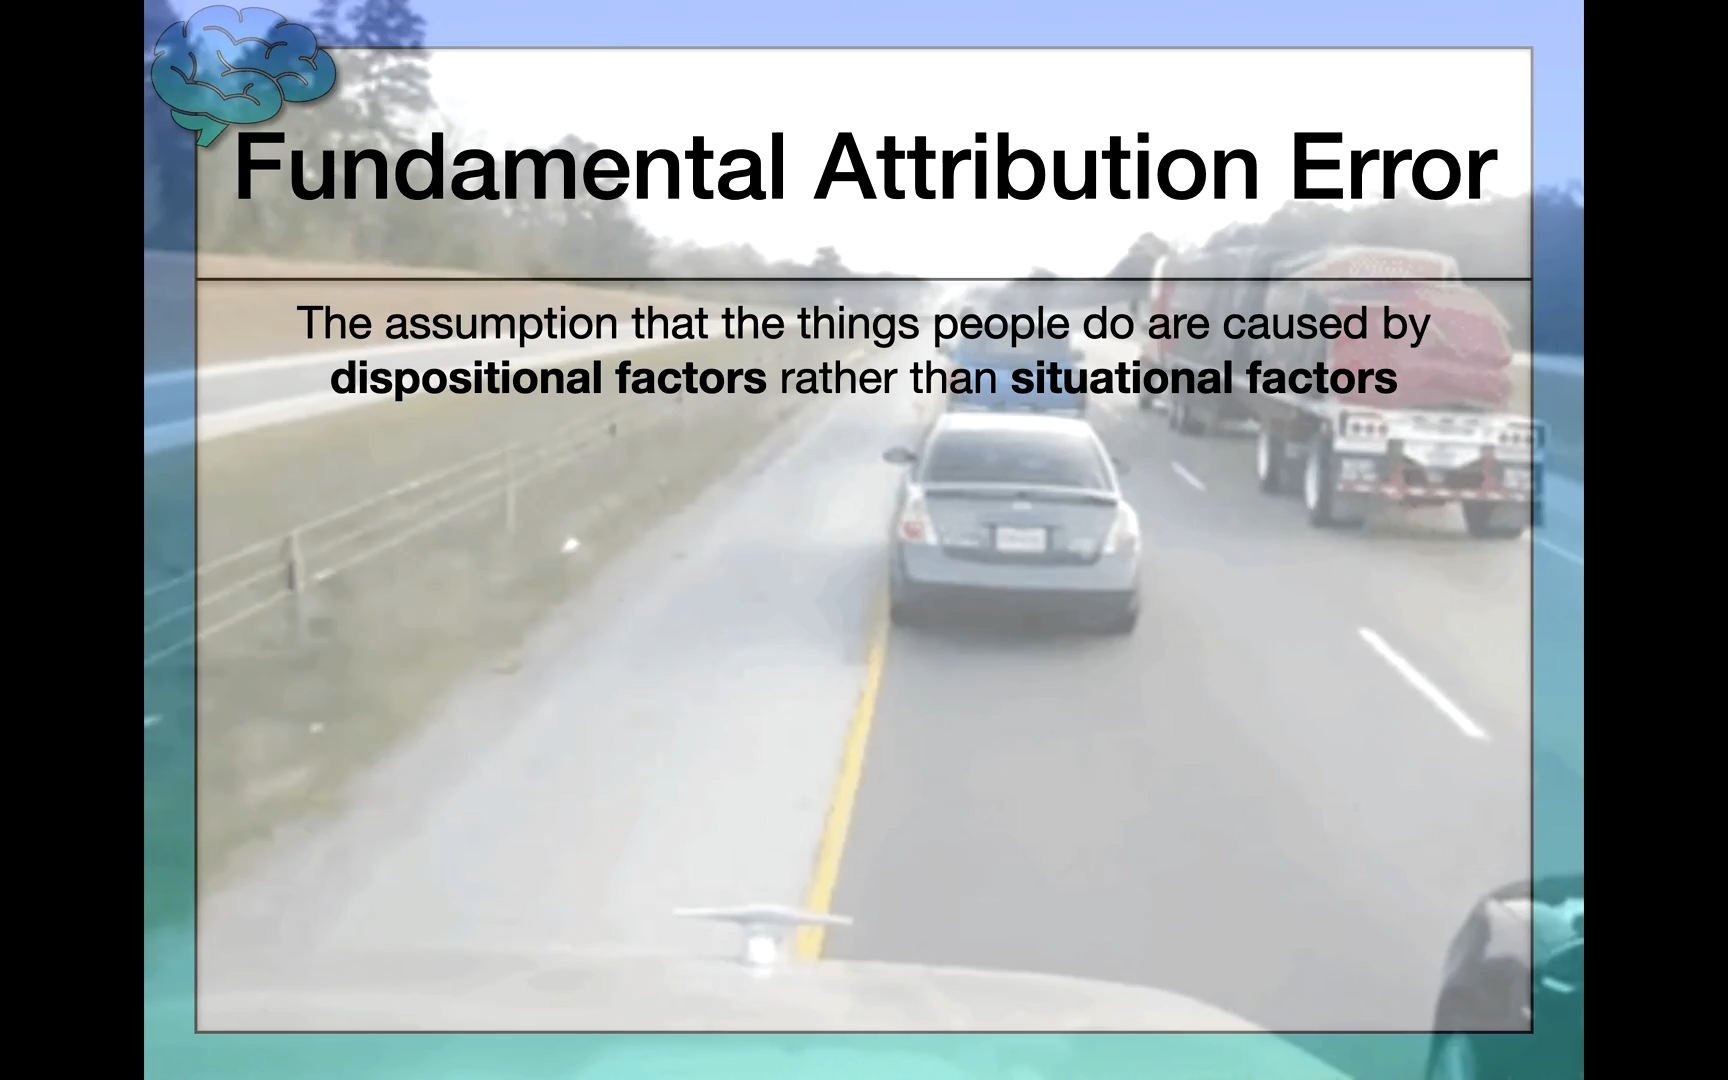 Fundamental Attribution Error
The assumption that the things people do are caused by
dispositional factors rather than situational factors